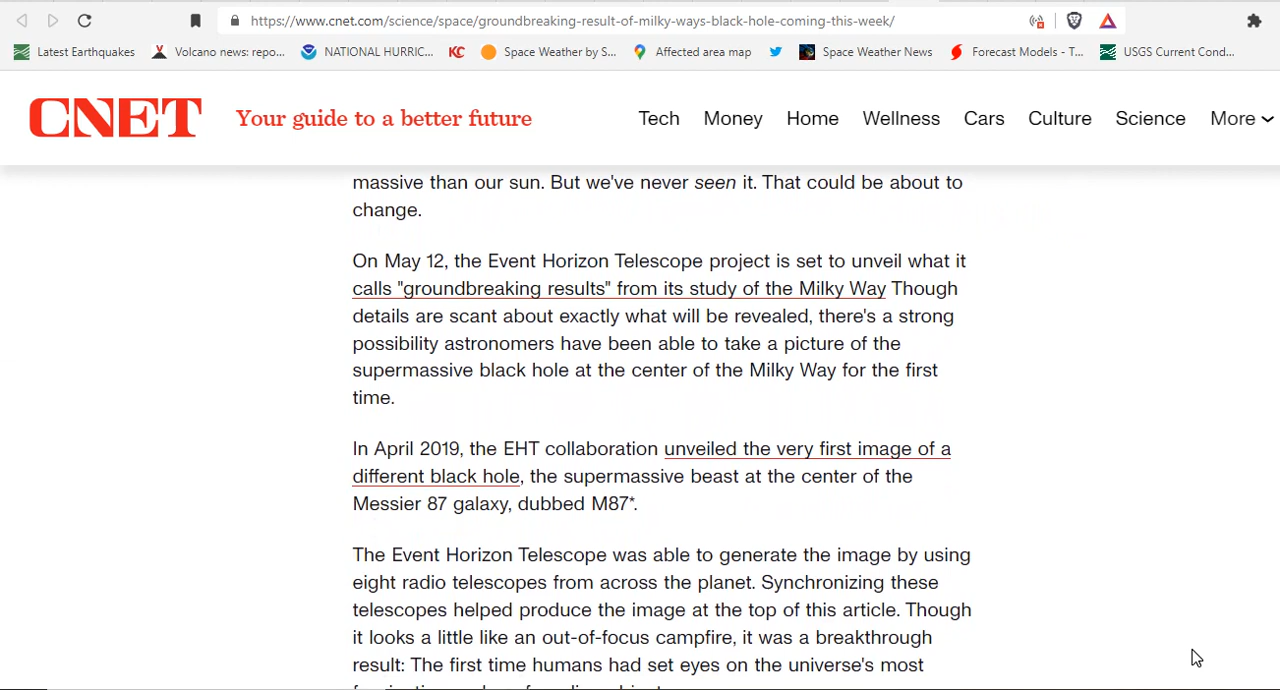 https://www.cnet.com/science/space/groundbreaking-result-of-milky-ways-black-hole-coming-this-week/
Latest Earthquakes Volcano news: repo... NATIONAL HURRIC... KC Space Weather by S... Affected area map Space Weather News Forecast Models - T... USGS Current Cond...
CNET Your guide to a better future Tech Money Home Wellness Cars Culture Science More
massive than our sun. But we've never seen it. That could be about to
change.
On May 12, the Event Horizon Telescope project is set to unveil what it
calls "groundbreaking results" from its study of the Milky Way Though
details are scant about exactly what will be revealed, there's a strong
possibility astronomers have been able to take a picture of the
supermassive black hole at the center of the Milky Way for the first
time.
In April 2019, the EHT collaboration unveiled the very first image of a
different black hole, the supermassive beast at the center of the
Messier 87 galaxy, dubbed M87*.
The Event Horizon Telescope was able to generate the image by using
eight radio telescopes from across the planet. Synchronizing these
telescopes helped produce the image at the top of this article. Though
it looks a little like an out-of-focus campfire, it was a breakthrough
result: The first time humans had set eyes on the universe's most